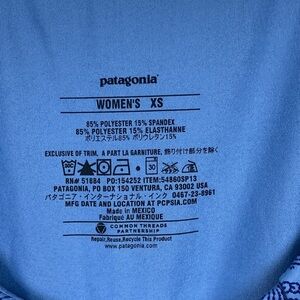 patagonia
WOMEN'S XS
85% POLYESTER 15% SPANDEX
85% POLYESTER 15% ELASTHANNE
ポリエステル85% ポリウレタン15%
EXCLUSIVE OF TRIM, A PART LA GARNITURE, 飾り付け部分を除く
30
RN# 51884 PO:154252 ITEM:54860SP13
PATAGONIA, PO BOX 150 VENTURA, CA 93002 USA
パタゴニア・インターナショナル・インク 0467-23-8961
MFG DATE AND LOCATION AT PCPSIA.COM
Made in MEXICO
Fabriqué AU MEXIQUE
COMMON THREADS
PARTNERSHIP
Repair, Reuse, Recycle This Product
www.patagonia.com